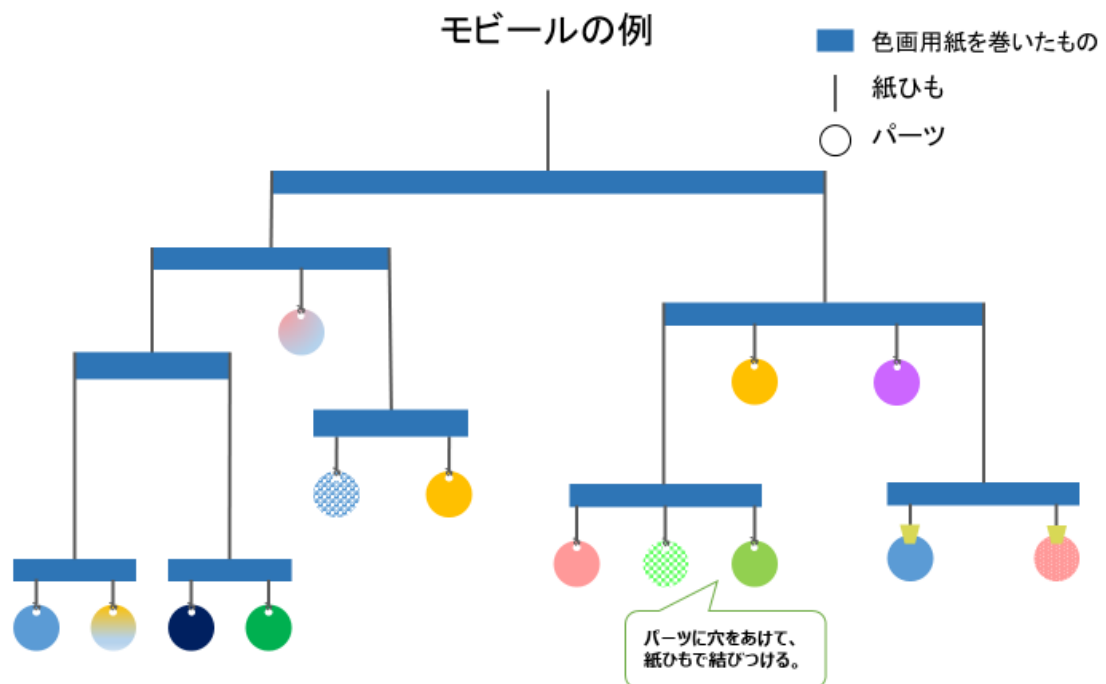 モビールの例
色画用紙を巻いたもの
紙ひも
パーツ
パーツに穴をあけて、
紙ひもで結びつける。